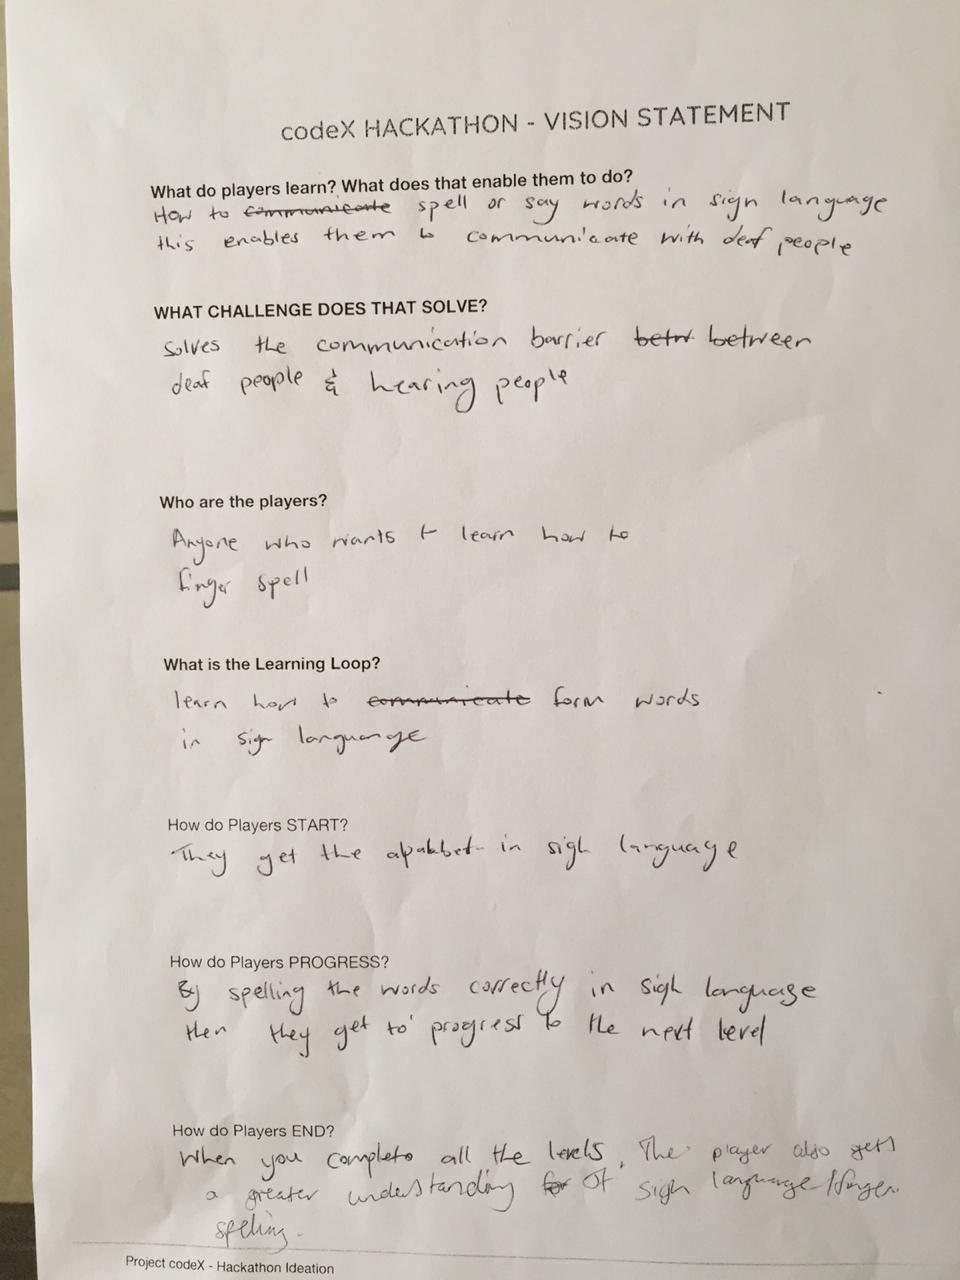 codeX HACKATHON - VISION STATEMENT
What do players learn? What does that enable them to do?
How to communicate spell or say words in sign language
this enables them to communicate with deaf people
WHAT CHALLENGE DOES THAT SOLVE?
Solves the communication barrier betw between
deaf people & hearing people
Who are the players?
Anyone who wants to learn how to
finger spell
What is the Learning Loop?
learn how to communicate form words
in sign languange
How do Players START?
They get the alpabbet in sigh language
How do Players PROGRESS?
By spelling the words correctly in sigh language
then they get to progress to the next level
How do Players END?
When you complete all the levels. The player also gets
a greater understanding for of sigh language/finger
spelling.
Project codeX - Hackathon Ideation